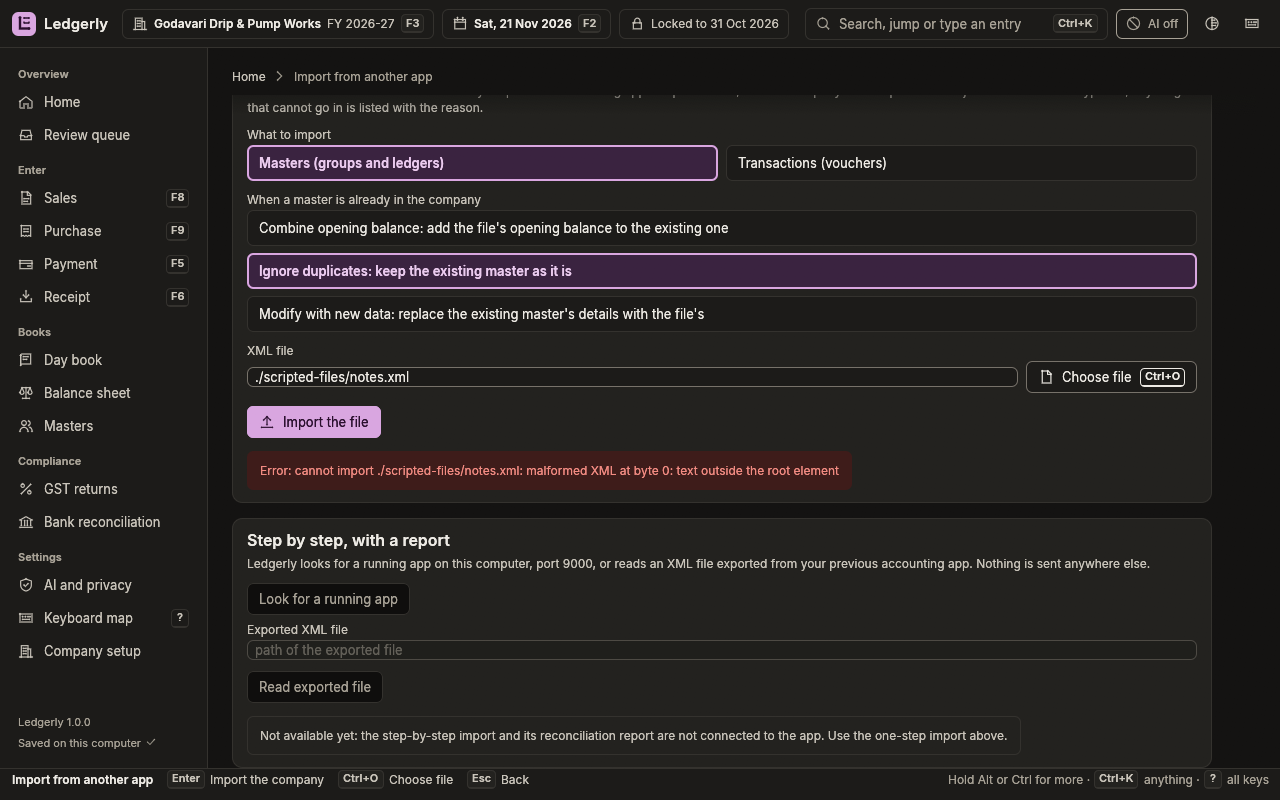 Ledgerly
Godavari Drip & Pump Works FY 2026-27 F3
Sat, 21 Nov 2026 F2
Locked to 31 Oct 2026
Search, jump or type an entry Ctrl+K
AI off
Overview
Home
Review queue
Enter
Sales F8
Purchase F9
Payment F5
Receipt F6
Books
Day book
Balance sheet
Masters
Compliance
GST returns
Bank reconciliation
Settings
AI and privacy
Keyboard map ?
Company setup
Ledgerly 1.0.0
Saved on this computer
Home > Import from another app
that cannot go in is listed with the reason.
What to import
Masters (groups and ledgers)
Transactions (vouchers)
When a master is already in the company
Combine opening balance: add the file's opening balance to the existing one
Ignore duplicates: keep the existing master as it is
Modify with new data: replace the existing master's details with the file's
XML file
./scripted-files/notes.xml
Choose file Ctrl+O
Import the file
Error: cannot import ./scripted-files/notes.xml: malformed XML at byte 0: text outside the root element
Step by step, with a report
Ledgerly looks for a running app on this computer, port 9000, or reads an XML file exported from your previous accounting app. Nothing is sent anywhere else.
Look for a running app
Exported XML file
path of the exported file
Read exported file
Not available yet: the step-by-step import and its reconciliation report are not connected to the app. Use the one-step import above.
Import from another app Enter Import the company Ctrl+O Choose file Esc Back
Hold Alt or Ctrl for more · Ctrl+K anything · ? all keys